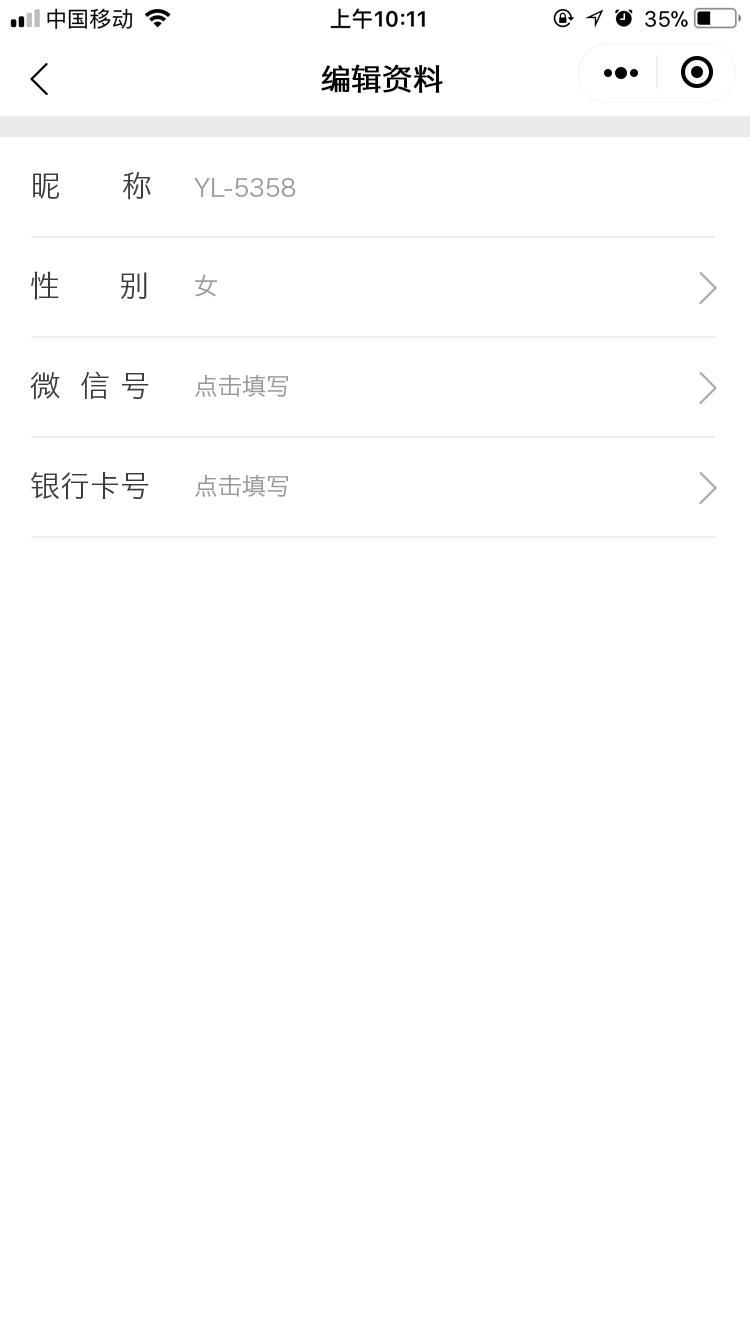 中国移动 上午10:11 35%
编辑资料
昵 称 YL-5358
性 别 女
微 信 号 点击填写
银行卡号 点击填写